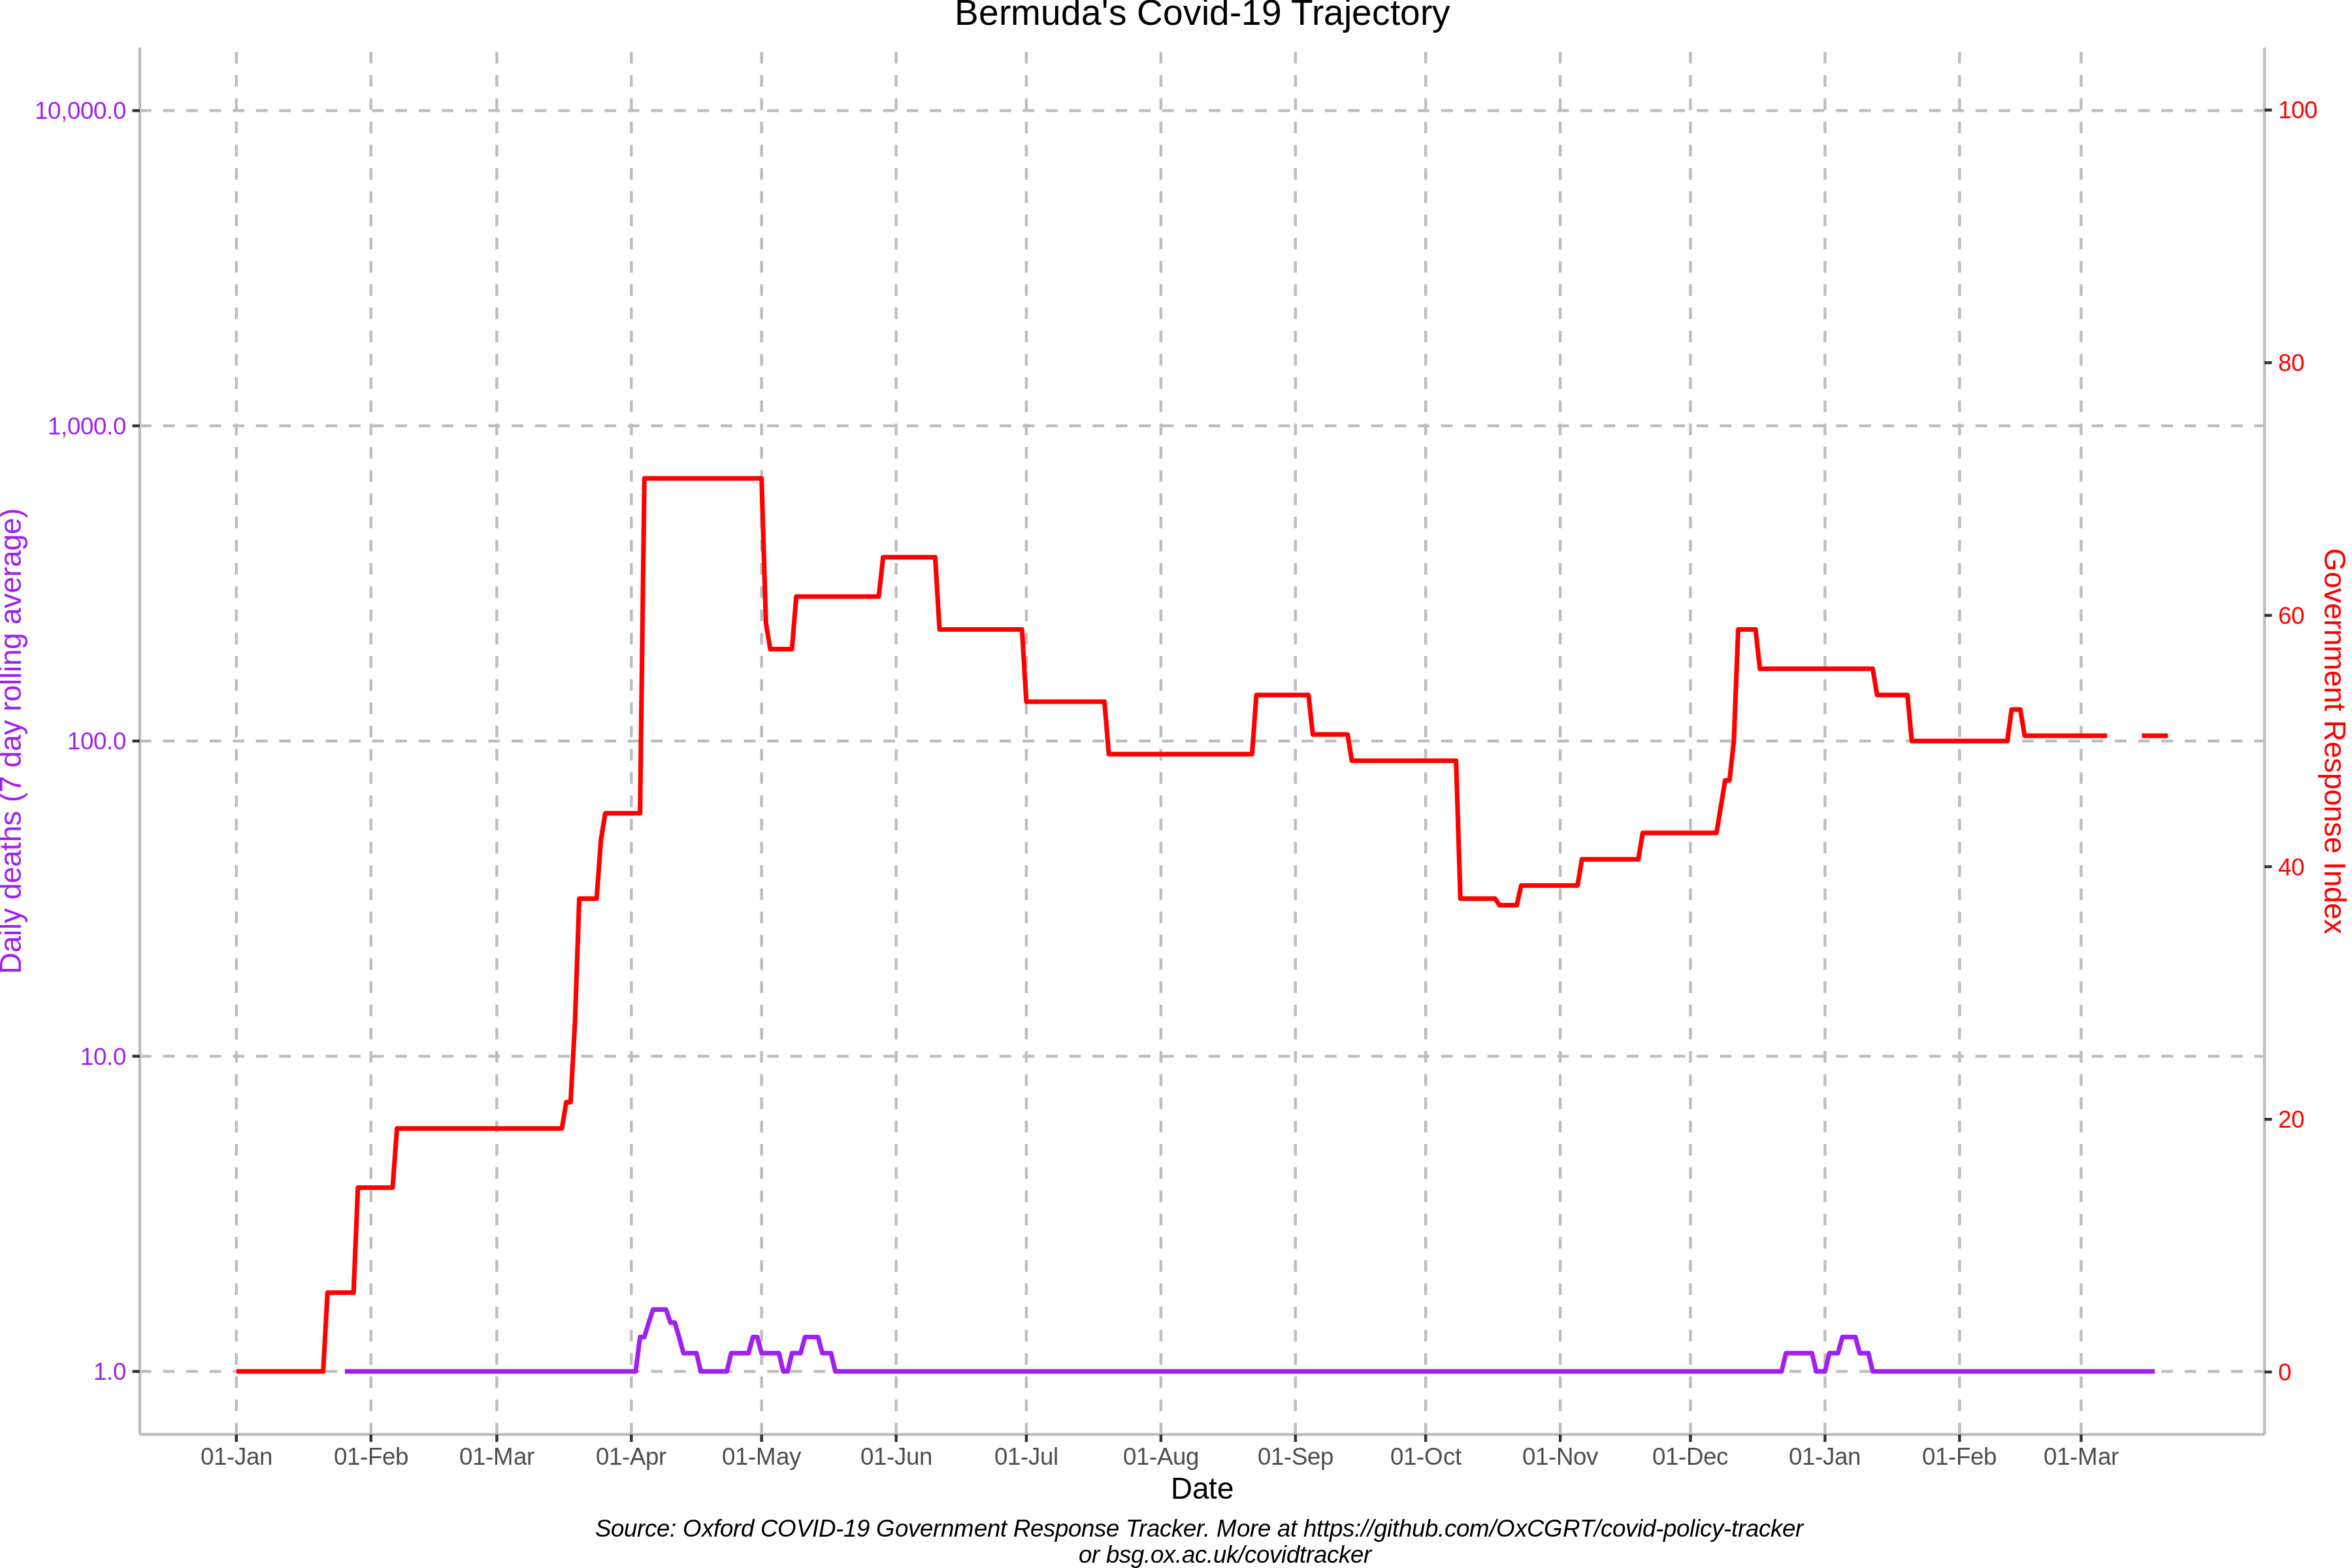 Bermuda's Covid-19 Trajectory
10,000.0
1,000.0
100.0
10.0
1.0
Daily deaths (7 day rolling average)
100
80
60
40
20
0
Government Response Index
01-Jan 01-Feb 01-Mar 01-Apr 01-May 01-Jun 01-Jul 01-Aug 01-Sep 01-Oct 01-Nov 01-Dec 01-Jan 01-Feb 01-Mar
Date
Source: Oxford COVID-19 Government Response Tracker. More at https://github.com/OxCGRT/covid-policy-tracker
or bsg.ox.ac.uk/covidtracker